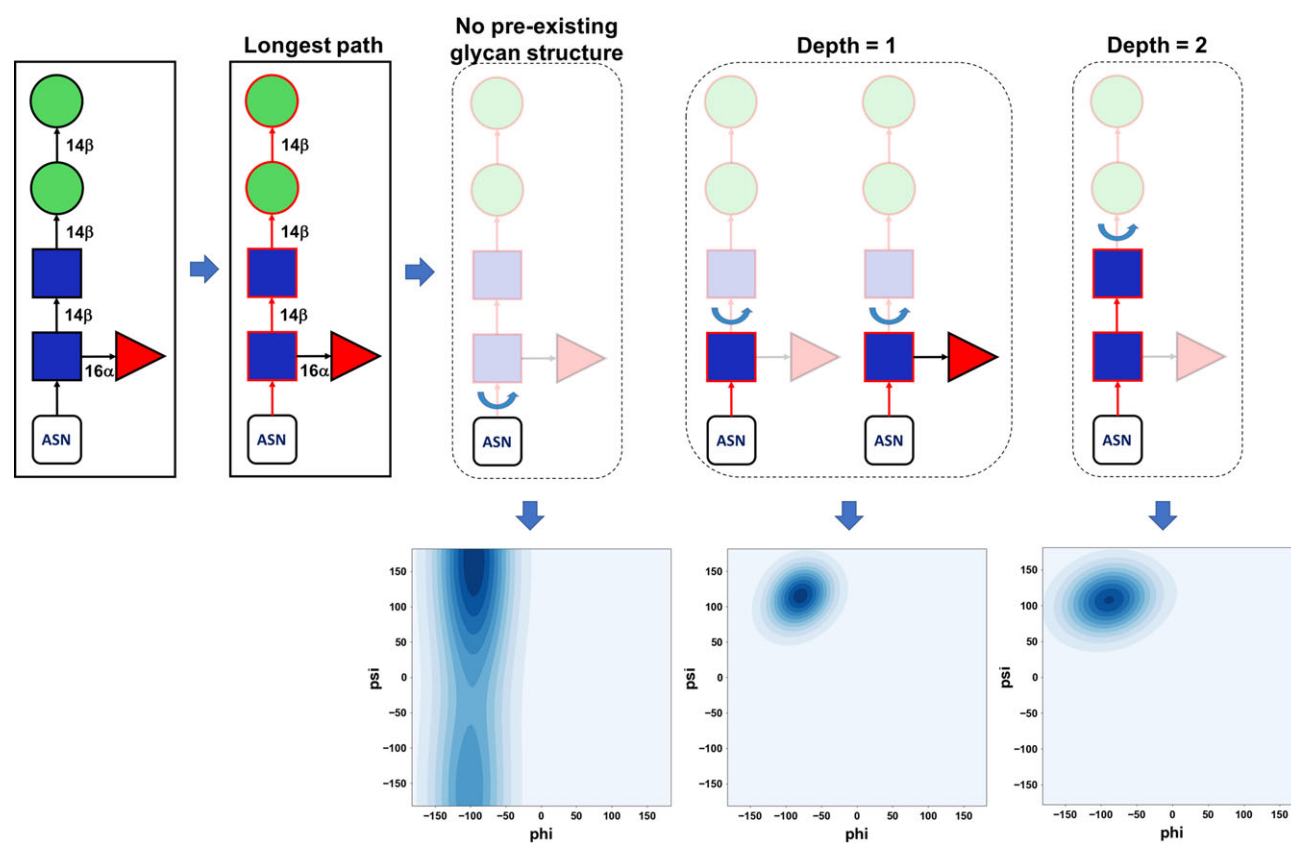 No pre-existing
glycan structure
Longest path
Depth = 1
Depth = 2
14β
14β
14β
16α
ASN
14β
14β
14β
16α
ASN
ASN
ASN
ASN
ASN
psi
150
100
50
0
−50
−100
−150
−150 −100 −50 0 50 100 150
phi
psi
150
100
50
0
−50
−100
−150
−150 −100 −50 0 50 100 150
phi
psi
150
100
50
0
−50
−100
−150
−150 −100 −50 0 50 100 150
phi